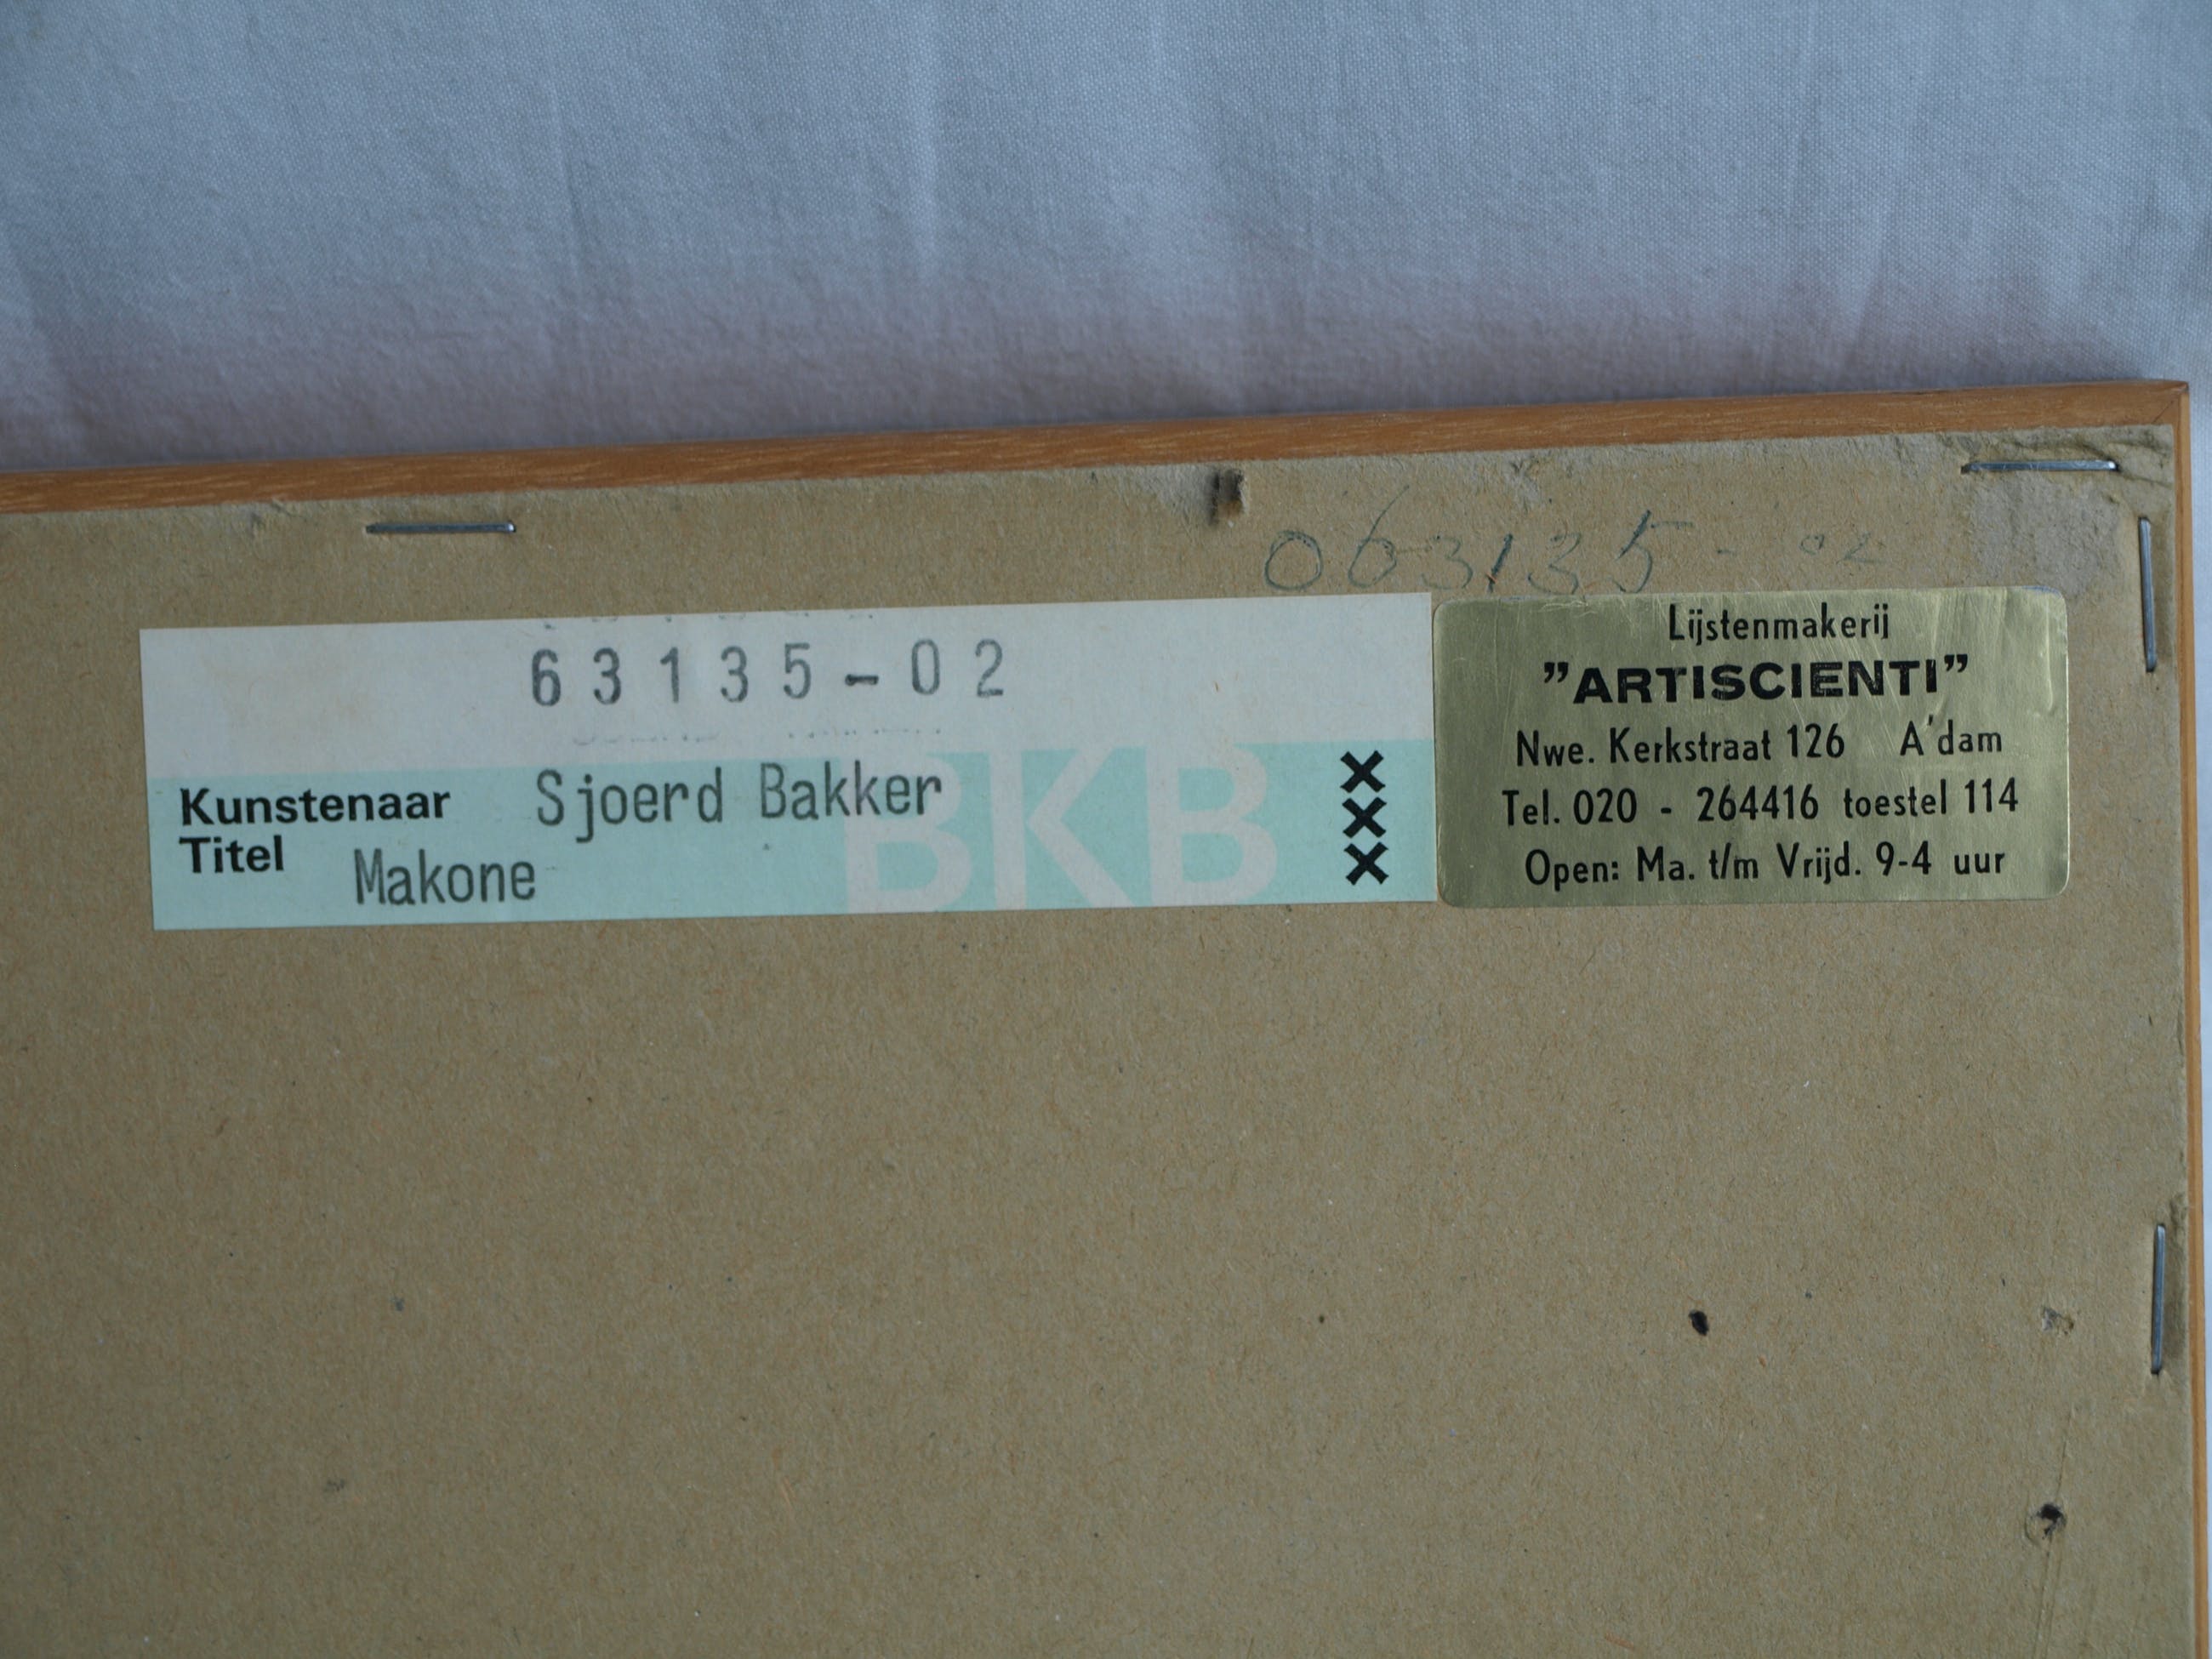 063135 - 02
63135-02
Kunstenaar Sjoerd Bakker
Titel Makone
BKB
XXX
Lijstenmakerij
"ARTISCIENTI"
Nwe. Kerkstraat 126 A'dam
Tel. 020 - 264416 toestel 114
Open: Ma. t/m Vrijd. 9-4 uur